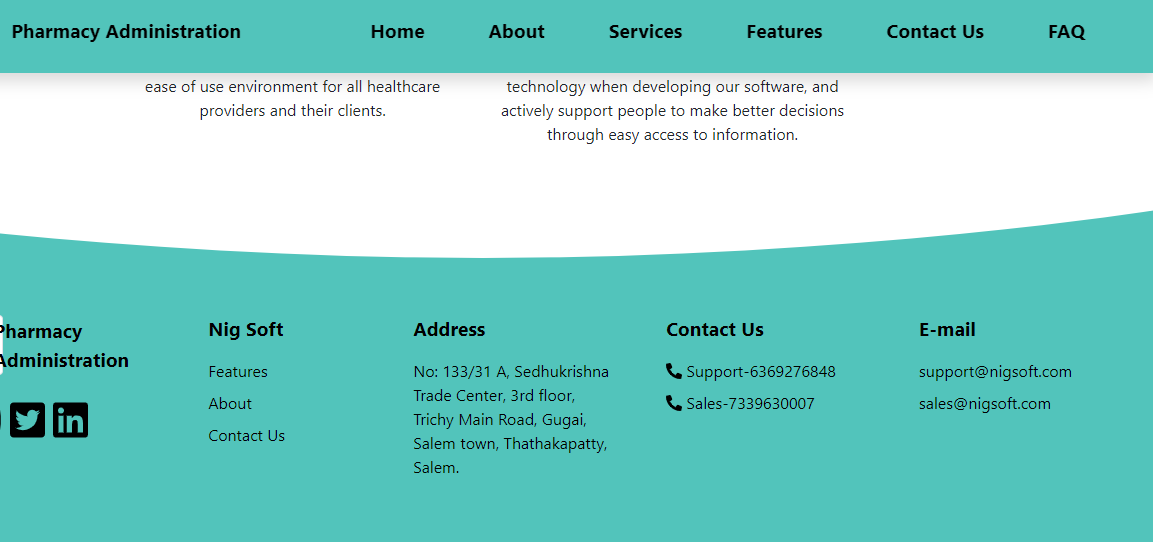 Pharmacy Administration
Home
About
Services
Features
Contact Us
FAQ
ease of use environment for all healthcare
providers and their clients.
technology when developing our software, and
actively support people to make better decisions
through easy access to information.
Pharmacy
Administration
Nig Soft
Features
About
Contact Us
Address
No: 133/31 A, Sedhukrishna
Trade Center, 3rd floor,
Trichy Main Road, Gugai,
Salem town, Thathakapatty,
Salem.
Contact Us
Support-6369276848
Sales-7339630007
E-mail
support@nigsoft.com
sales@nigsoft.com